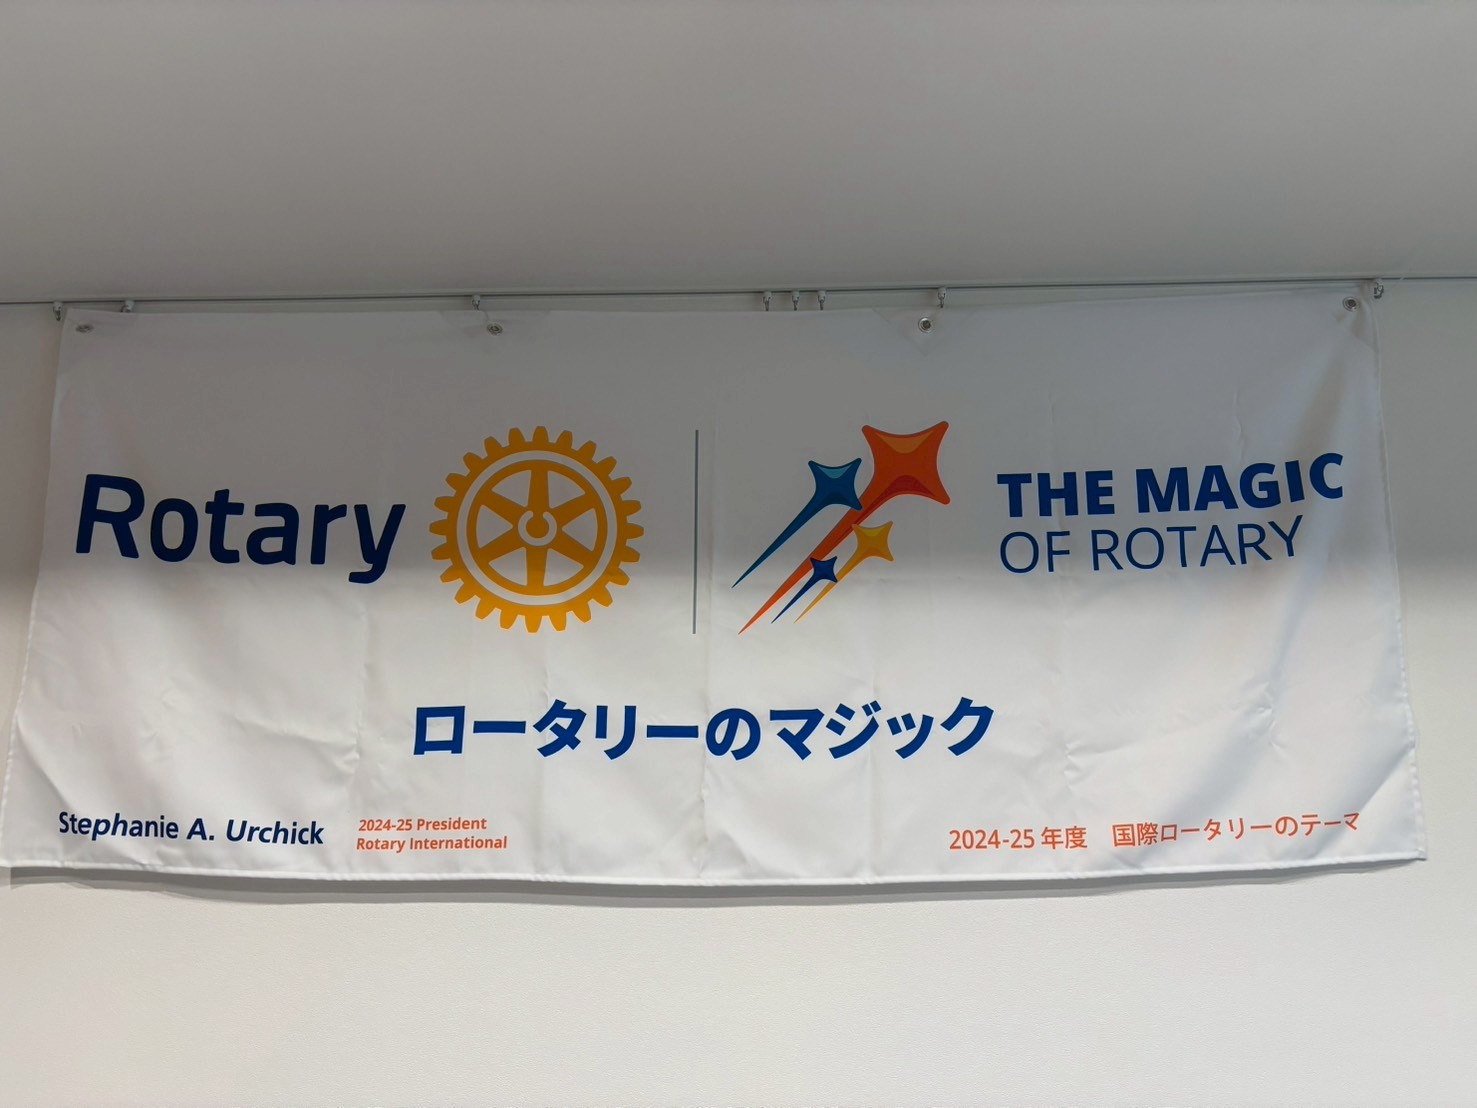 Rotary
THE MAGIC
OF ROTARY
ロータリーのマジック
Stephanie A. Urchick
2024-25 President
Rotary International
2024-25 年度　国際ロータリーのテーマ